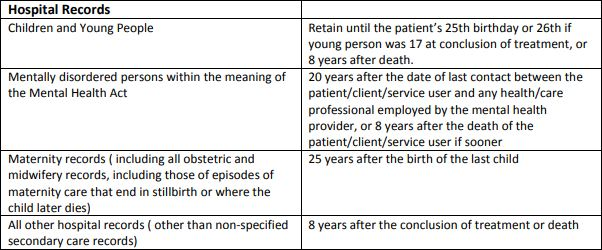 Hospital Records
Children and Young People
Retain until the patient's 25th birthday or 26th if
young person was 17 at conclusion of treatment, or
8 years after death.
Mentally disordered persons within the meaning of
the Mental Health Act
20 years after the date of last contact between the
patient/client/service user and any health/care
professional employed by the mental health
provider, or 8 years after the death of the
patient/client/service user if sooner
Maternity records ( including all obstetric and
midwifery records, including those of episodes of
maternity care that end in stillbirth or where the
child later dies)
25 years after the birth of the last child
All other hospital records ( other than non-specified
secondary care records)
8 years after the conclusion of treatment or death